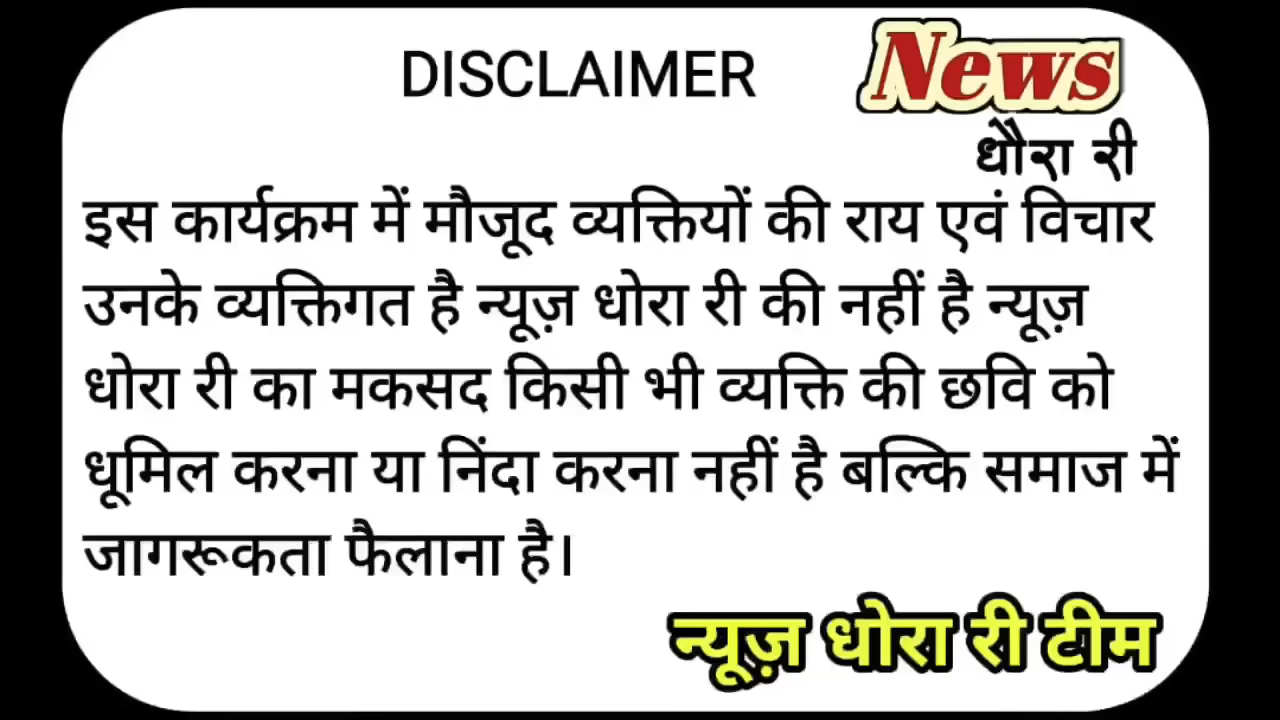 DISCLAIMER
News
धोरा री
इस कार्यक्रम में मौजूद व्यक्तियों की राय एवं विचार
उनके व्यक्तिगत है न्यूज़ धोरा री की नहीं है न्यूज़
धोरा री का मकसद किसी भी व्यक्ति की छवि को
धूमिल करना या निंदा करना नहीं है बल्कि समाज में
जागरूकता फैलाना है।
न्यूज़ धोरा री टीम